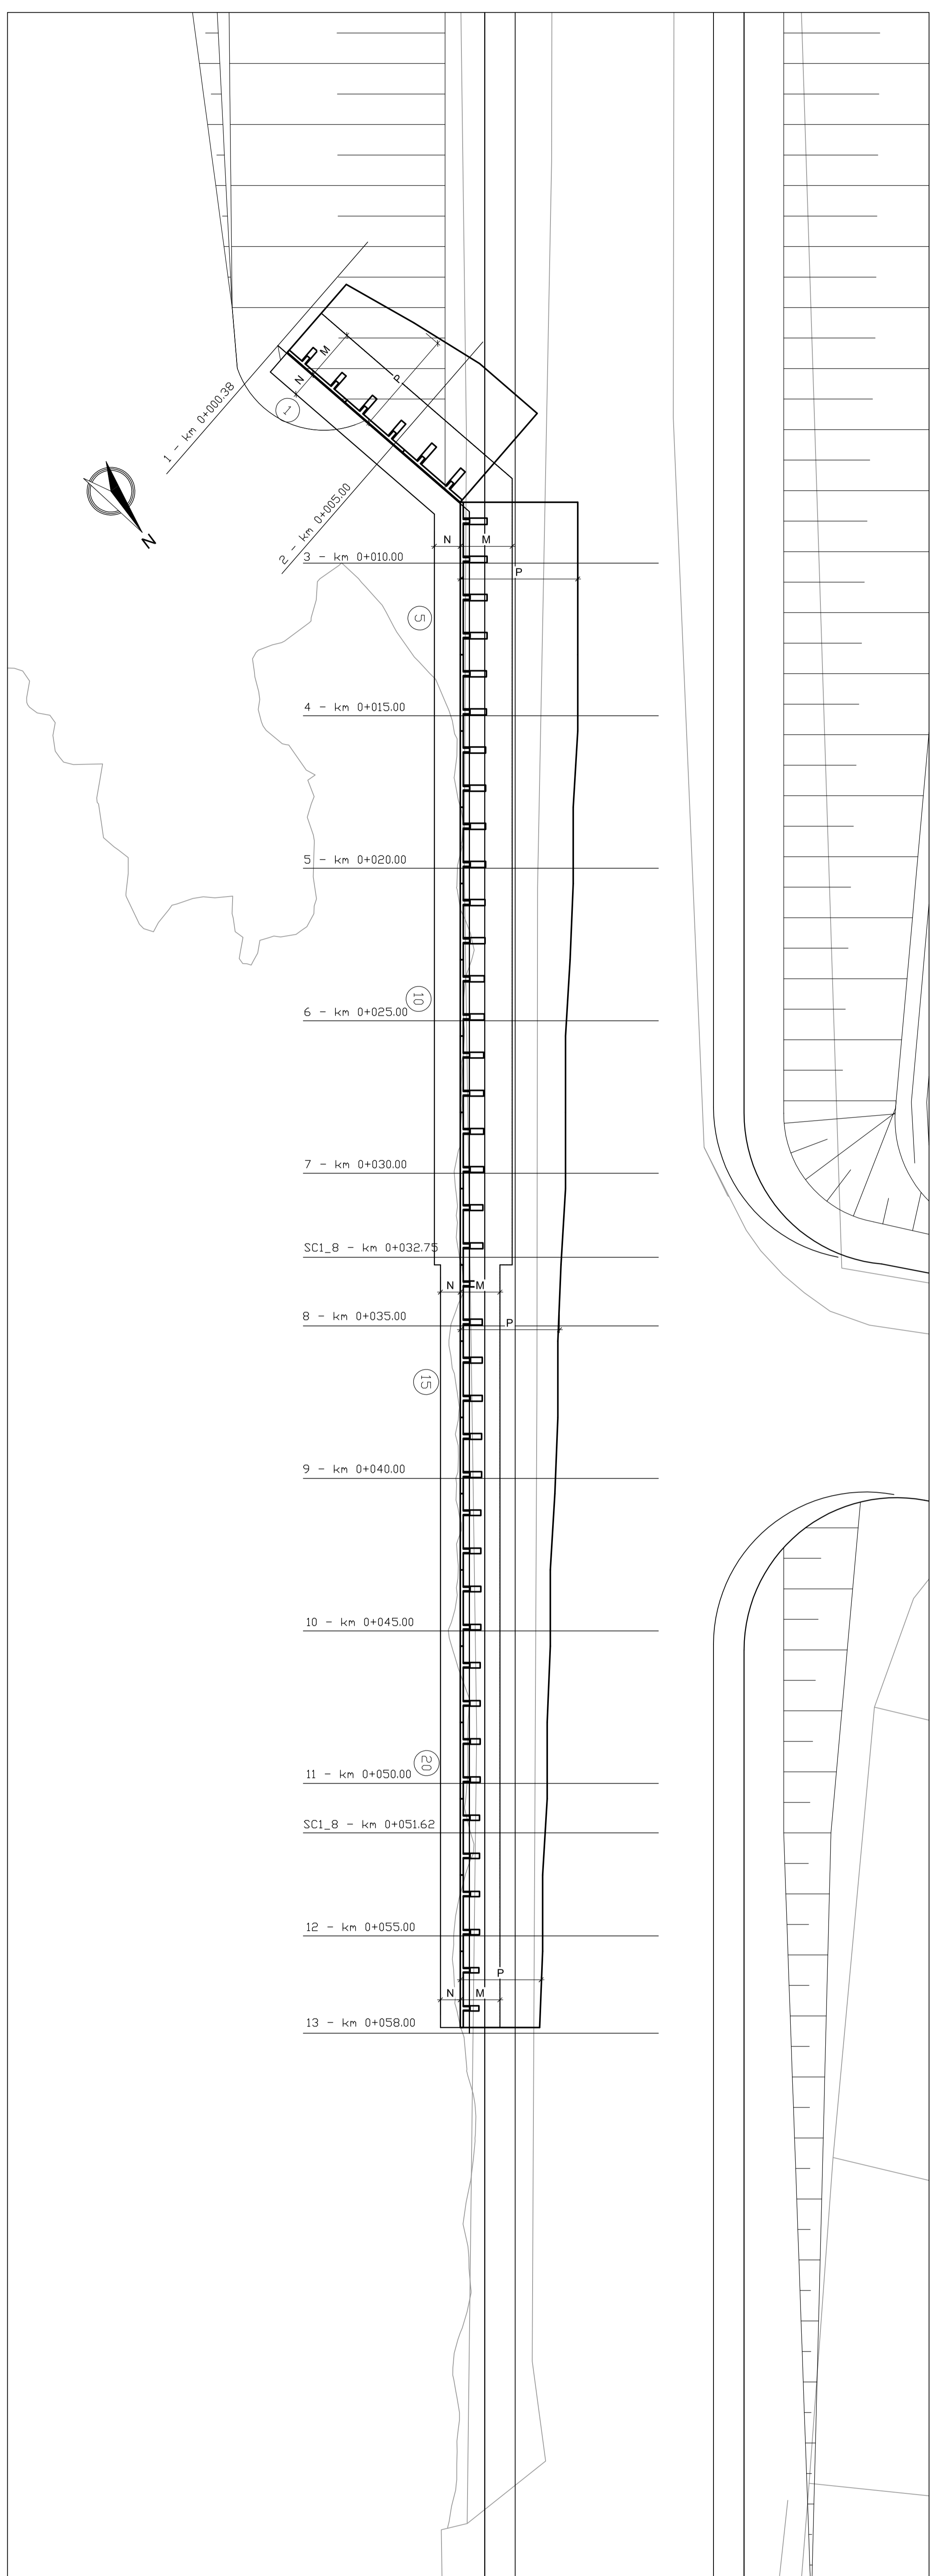 M
N
P
1
1 - km 0+000.38
N
2 - km 0+005.00
N
M
3 - km 0+010.00
P
5
4 - km 0+015.00
5 - km 0+020.00
10
6 - km 0+025.00
7 - km 0+030.00
SC1_8 - km 0+032.75
N
M
8 - km 0+035.00
P
15
9 - km 0+040.00
10 - km 0+045.00
20
11 - km 0+050.00
SC1_8 - km 0+051.62
12 - km 0+055.00
P
N
M
13 - km 0+058.00